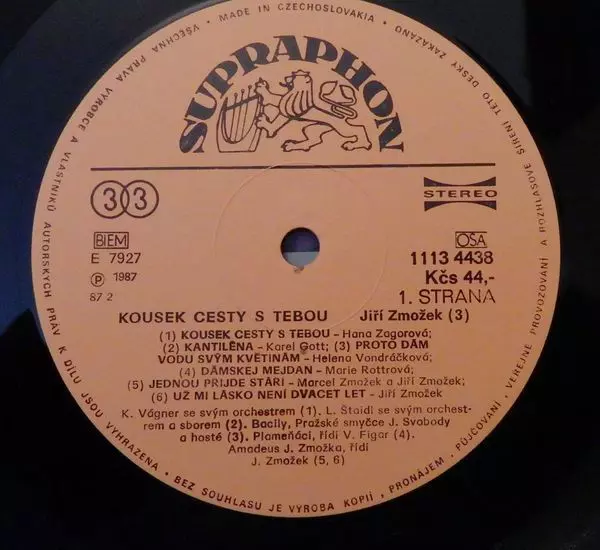 MADE IN CZECHOSLOVAKIA • VŠECHNA PRÁVA VÝROBCE A VLASTNÍKŮ AUTORSKÝCH PRÁV K DÍLU JSOU VYHRAZENA • BEZ SOUHLASU JE VÝROBA KOPIÍ, PRONÁJEM, PŮJČOVÁNÍ, VEŘEJNÉ PROVOZOVÁNÍ A ROZHLASOVÉ ŠÍŘENÍ TÉTO DESKY ZAKÁZÁNO
SUPRAPHON
33
STEREO
BIEM
OSA
E 7927
1113 4438
Ⓟ 1987
Kčs 44,-
87 2
1. STRANA
KOUSEK CESTY S TEBOU Jiří Zmožek (3)
(1) KOUSEK CESTY S TEBOU – Hana Zagorová;
(2) KANTILÉNA – Karel Gott; (3) PROTO DÁM
VODU SVÝM KVĚTINÁM – Helena Vondráčková;
(4) DÁMSKEJ MEJDAN – Marie Rottrová;
(5) JEDNOU PŘIJDE STÁŘÍ – Marcel Zmožek a Jiří Zmožek;
(6) UŽ MI LÁSKO NENÍ DVACET LET – Jiří Zmožek
K. Vágner se svým orchestrem (1). L. Štaidl se svým orchest-
rem a sborem (2). Bacily, Pražské smyčce J. Svobody
a hosté (3). Plameňáci, řídí V. Figar (4).
Amadeus J. Zmožka, řídí
J. Zmožek (5, 6)